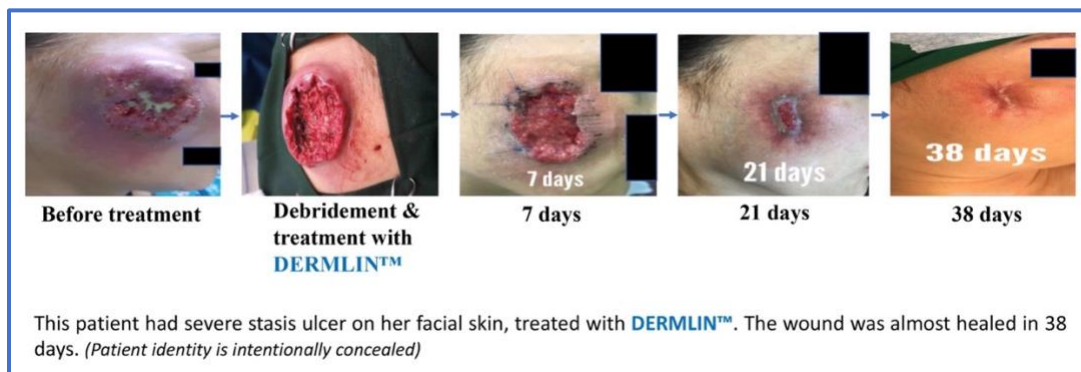 7 days
21 days
38 days
Before treatment
Debridement &
treatment with
DERMLIN™
7 days
21 days
38 days
This patient had severe stasis ulcer on her facial skin, treated with DERMLIN™. The wound was almost healed in 38
days. (Patient identity is intentionally concealed)